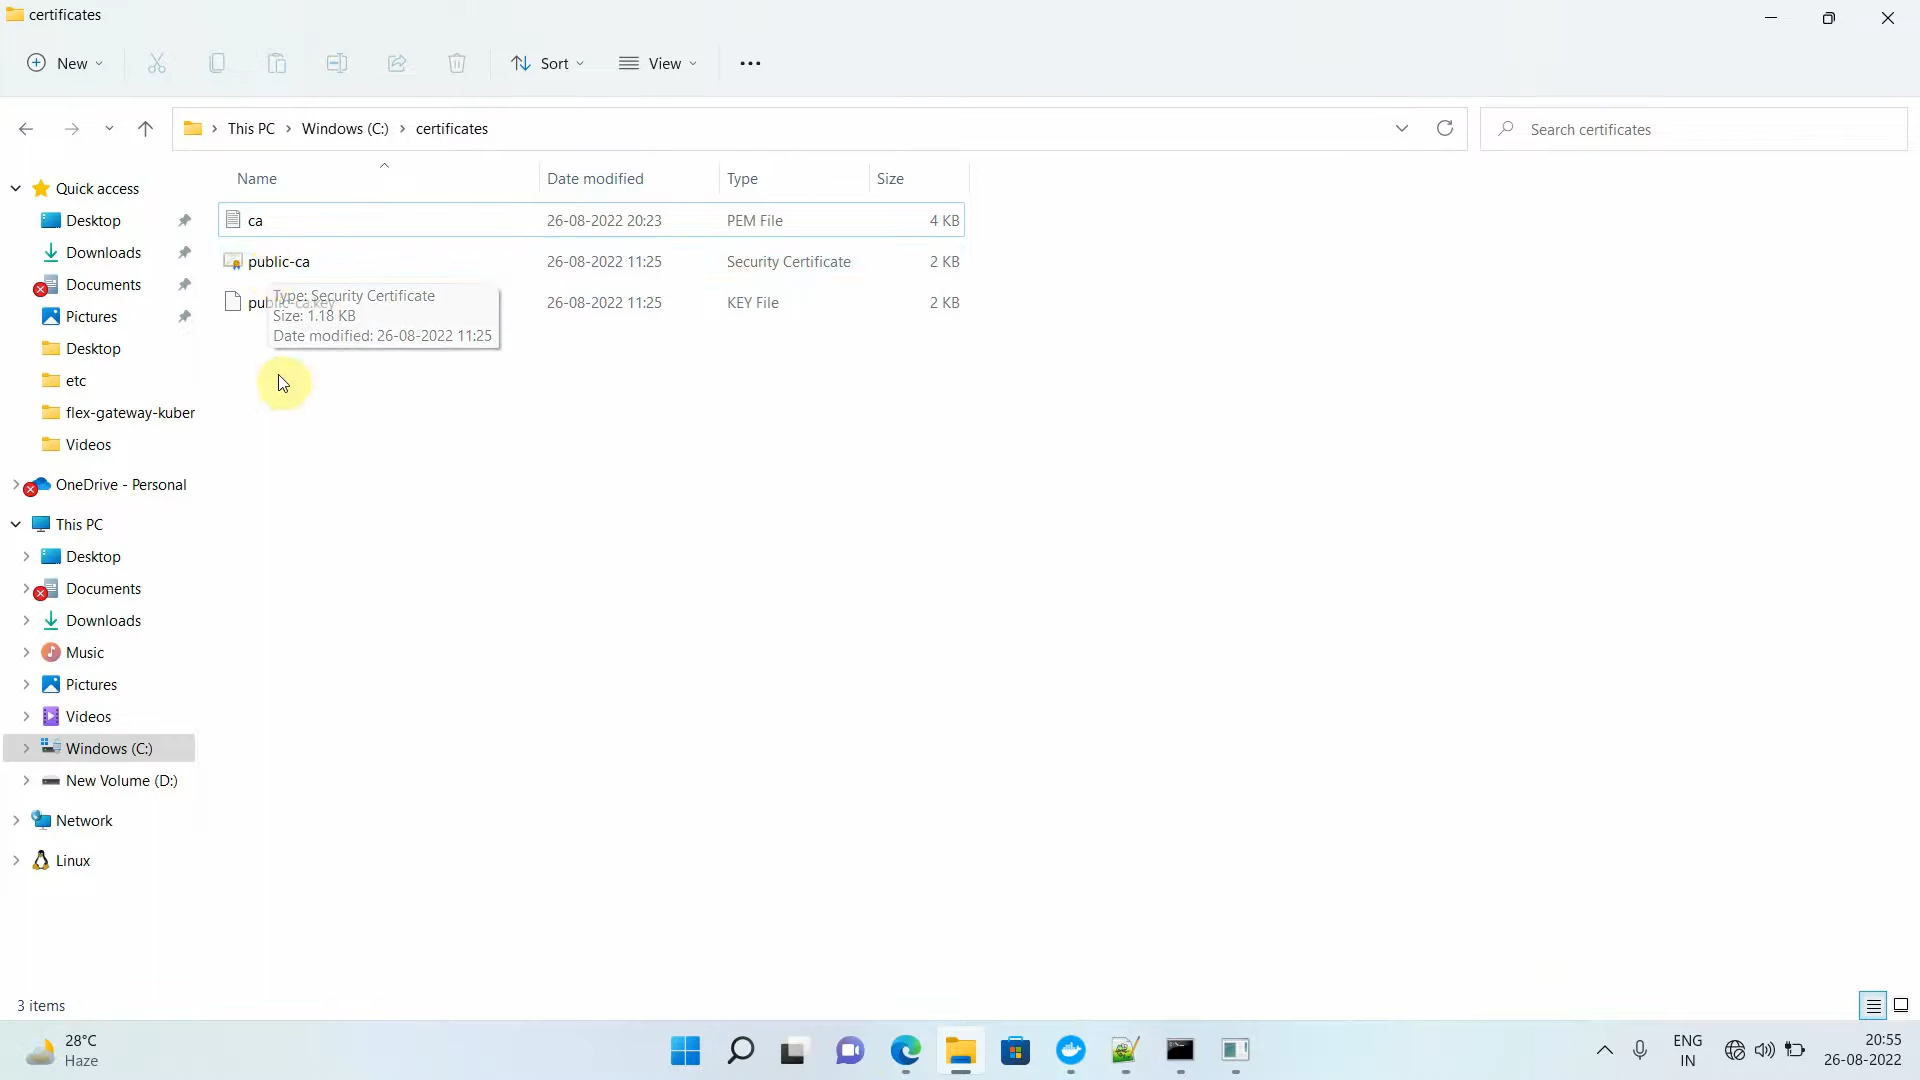 certificates
New
Sort
View
This PC
Windows (C:)
certificates
Search certificates
Name
Date modified
Type
Size
ca
26-08-2022 20:23
PEM File
4 KB
public-ca
26-08-2022 11:25
Security Certificate
2 KB
public-ca.key
26-08-2022 11:25
KEY File
2 KB
Type: Security Certificate
Size: 1.18 KB
Date modified: 26-08-2022 11:25
Quick access
Desktop
Downloads
Documents
Pictures
Desktop
etc
flex-gateway-kuber
Videos
OneDrive - Personal
This PC
Desktop
Documents
Downloads
Music
Pictures
Videos
Windows (C:)
New Volume (D:)
Network
Linux
3 items
28°C
Haze
ENG
IN
20:55
26-08-2022